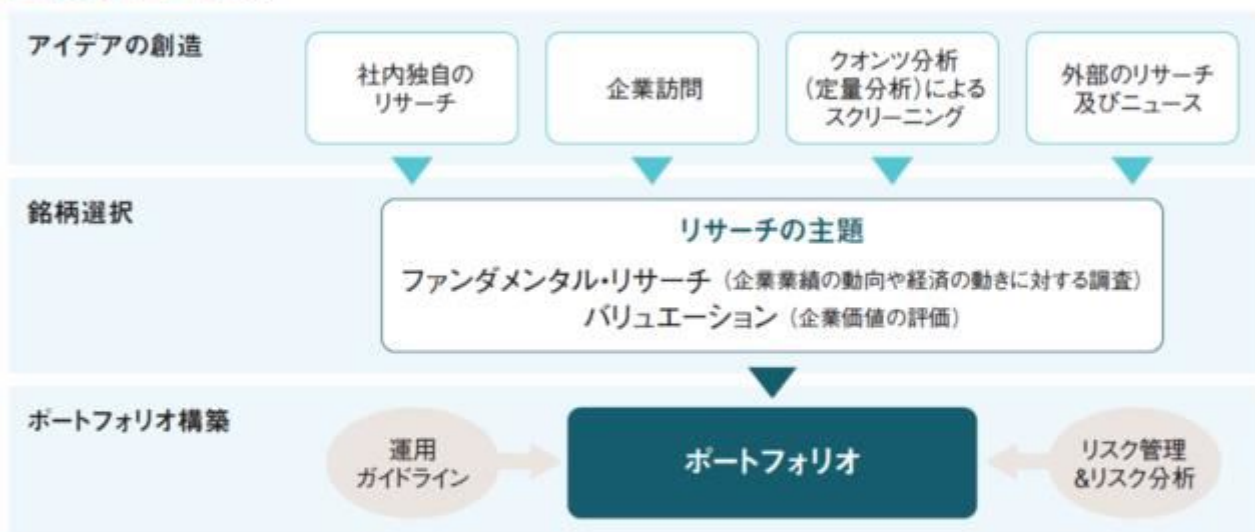 アイデアの創造
社内独自の
リサーチ
企業訪問
クオンツ分析
(定量分析)による
スクリーニング
外部のリサーチ
及びニュース
銘柄選択
リサーチの主題
ファンダメンタル・リサーチ（企業業績の動向や経済の動きに対する調査）
バリュエーション（企業価値の評価）
ポートフォリオ構築
運用
ガイドライン
ポートフォリオ
リスク管理
&リスク分析